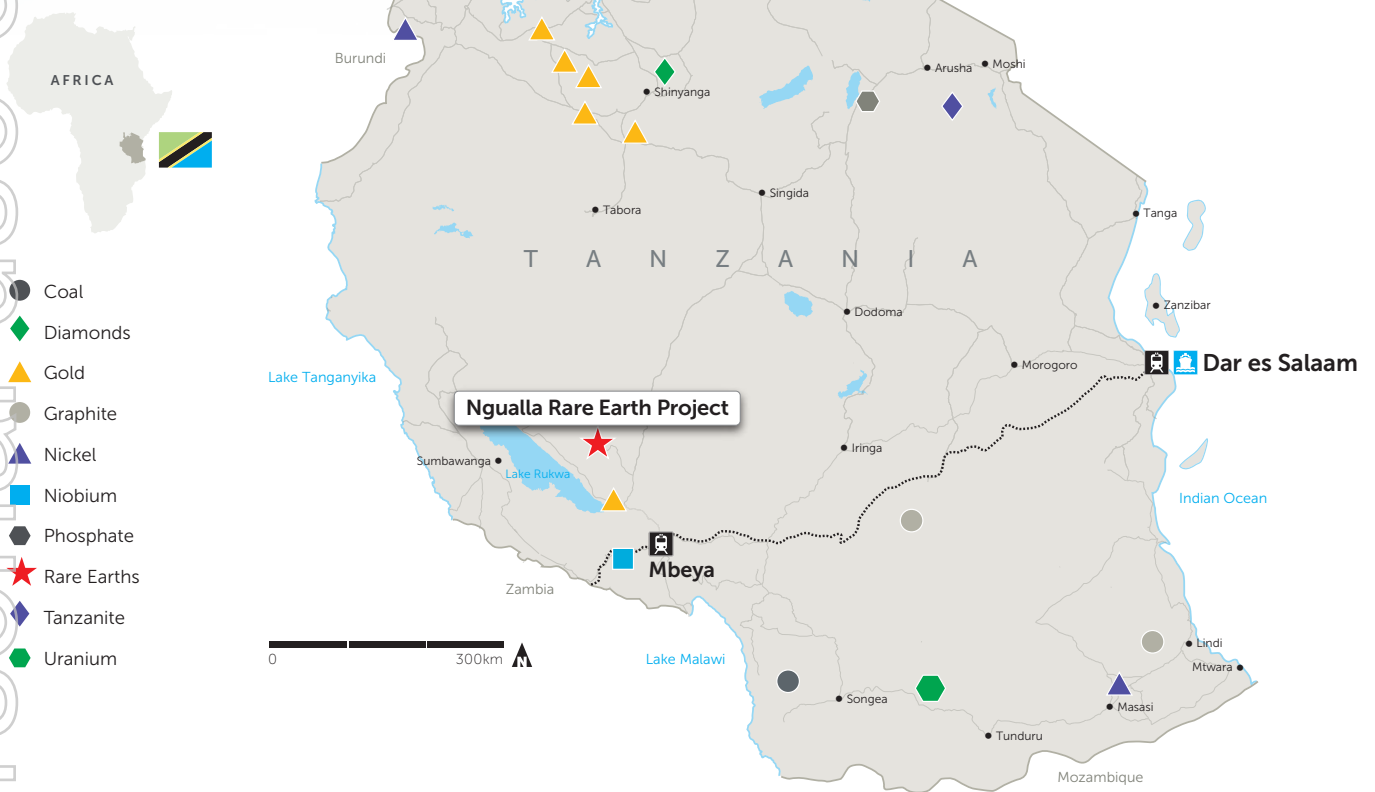 AFRICA
Coal
Diamonds
Gold
Graphite
Nickel
Niobium
Phosphate
Rare Earths
Tanzanite
Uranium
Burundi
Shinyanga
Arusha
Moshi
Singida
Tabora
Tanga
T A N Z A N I A
Zanzibar
Dodoma
Morogoro
Dar es Salaam
Lake Tanganyika
Ngualla Rare Earth Project
Iringa
Sumbawanga
Lake Rukwa
Indian Ocean
Mbeya
Zambia
0
300km
N
Lake Malawi
Lindi
Mtwara
Songea
Masasi
Tunduru
Mozambique